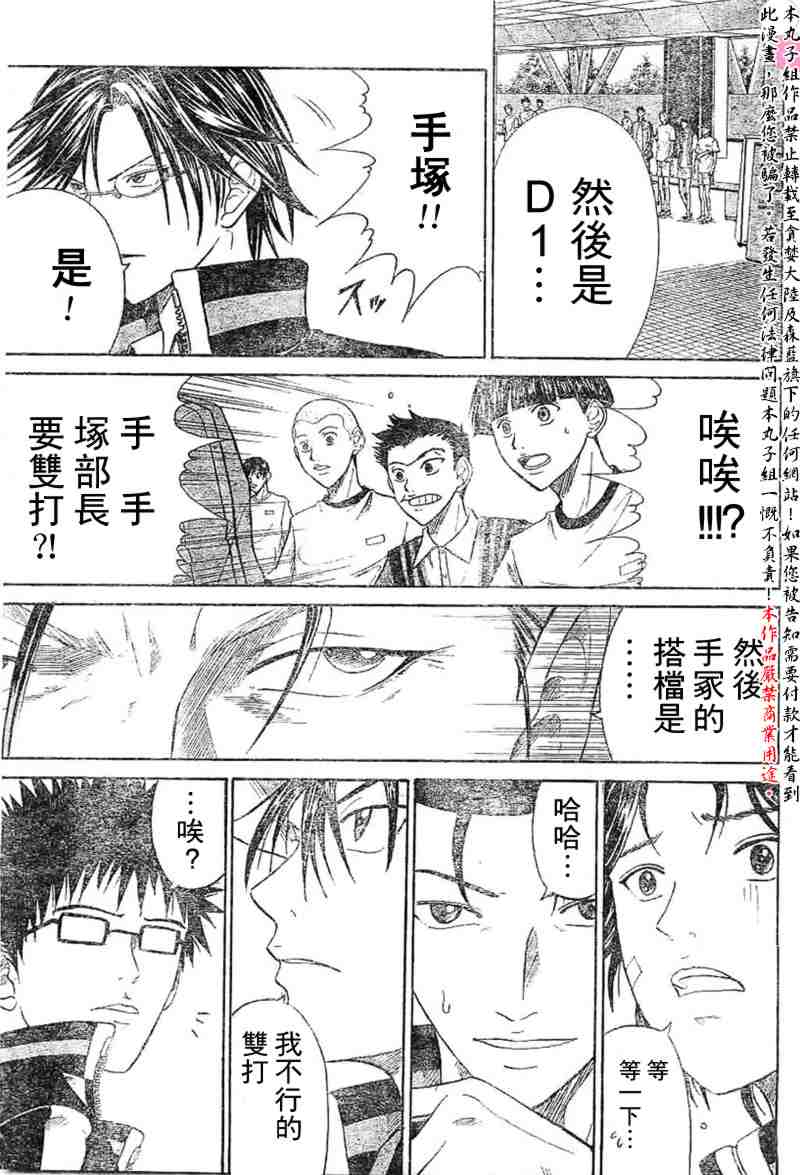 然後是
D1…
手塚!!
是!
ズッ
唉唉
!!!?
手手
塚部長
要雙打?!
然後
手冢的
搭檔是
……
等
等一下…
哈哈…
我不行的
雙打
…唉?
本丸子組作品禁止轉載至貪婪大陸及森藍旗下的任何網站!如果您被告知需要付款才能看到
此漫畫,那麼您被騙了。若發生任何法律問題本丸子組一慨不負責!本作品嚴禁商業用途。